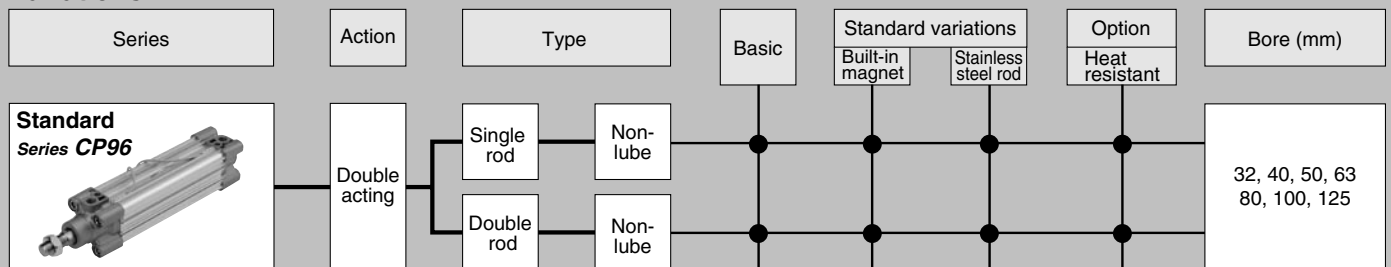 Series
Action
Type
Basic
Standard variations
Built-in
magnet
Stainless
steel rod
Option
Heat
resistant
Bore (mm)
Standard
Series CP96
Double
acting
Single
rod
Non-
lube
Double
rod
Non-
lube
32, 40, 50, 63
80, 100, 125